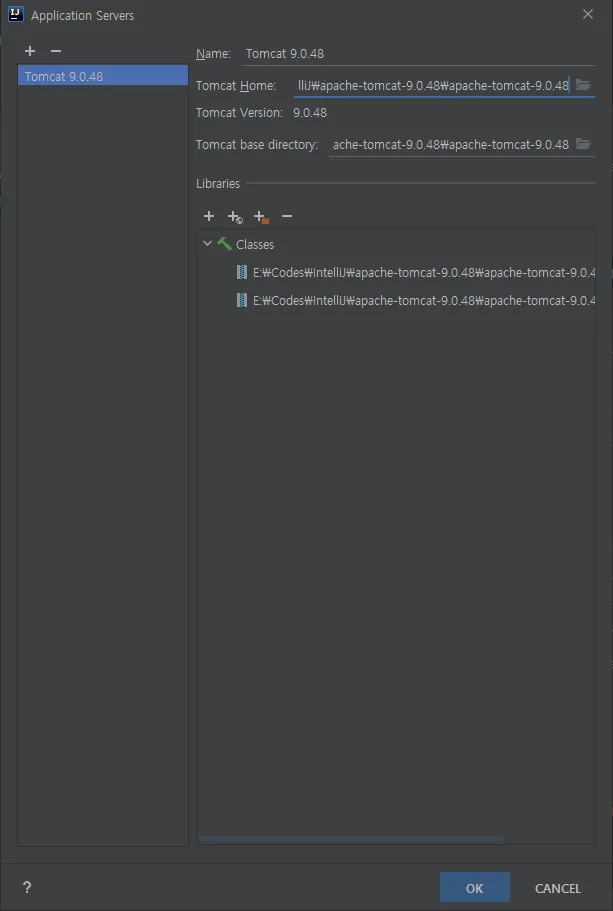 Application Servers
Tomcat 9.0.48
Name: Tomcat 9.0.48
Tomcat Home: lliJ₩apache-tomcat-9.0.48₩apache-tomcat-9.0.48
Tomcat Version: 9.0.48
Tomcat base directory: ache-tomcat-9.0.48₩apache-tomcat-9.0.48
Libraries
Classes
E:₩Codes₩IntelliJ₩apache-tomcat-9.0.48₩apache-tomcat-9.0.4
E:₩Codes₩IntelliJ₩apache-tomcat-9.0.48₩apache-tomcat-9.0.4
?
OK
CANCEL